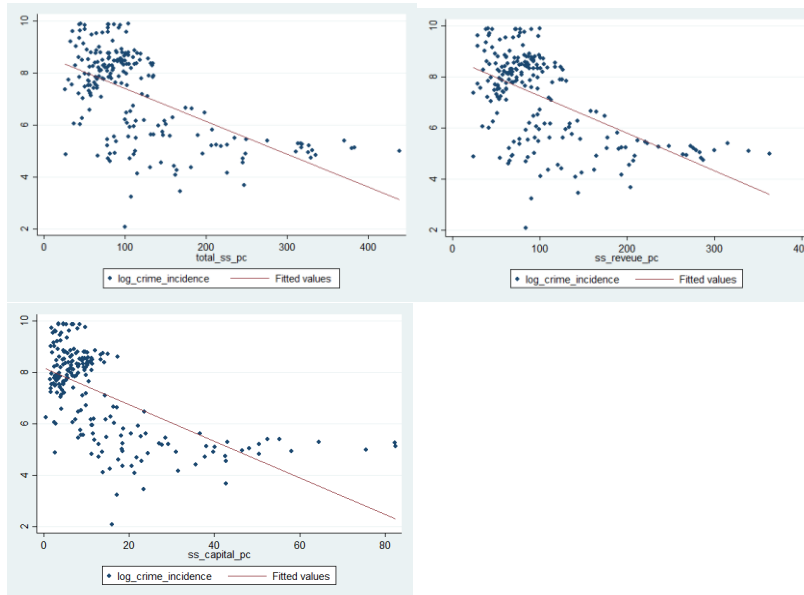 10
8
6
4
2
0 100 200 300 400
total_ss_pc
log_crime_incidence Fitted values
10
8
6
4
2
0 100 200 300 400
ss_reveue_pc
log_crime_incidence Fitted values
10
8
6
4
2
0 20 40 60 80
ss_capital_pc
log_crime_incidence Fitted values